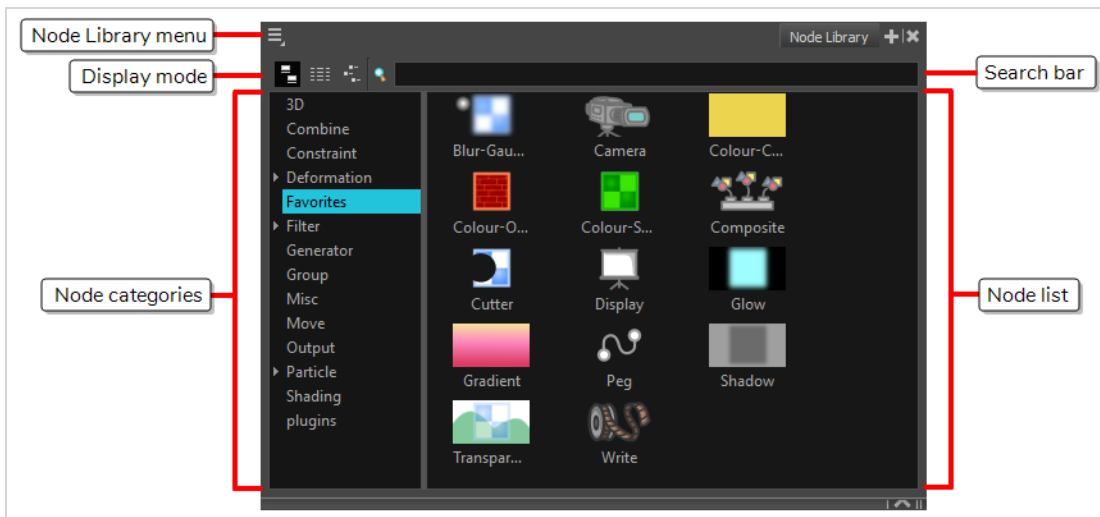 Node Library menu
Node Library
Display mode
Search bar
Node categories
3D
Combine
Constraint
Deformation
Favorites
Filter
Generator
Group
Misc
Move
Output
Particle
Shading
plugins
Blur-Gau...
Camera
Colour-C...
Colour-O...
Colour-S...
Composite
Cutter
Display
Glow
Gradient
Peg
Shadow
Transpar...
Write
Node list